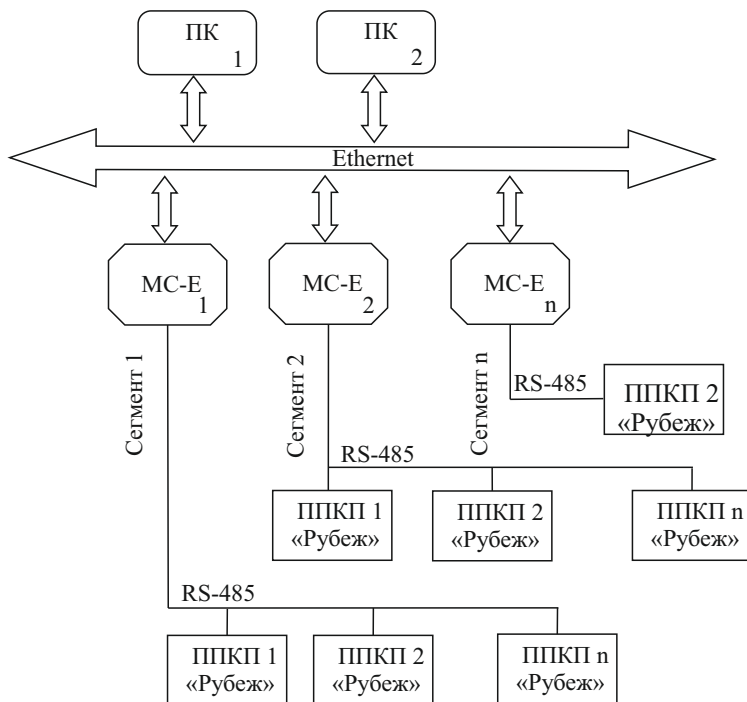 ПК
1
ПК
2
Ethernet
МС-Е
1
МС-Е
2
МС-Е
n
Сегмент 1
Сегмент 2
Сегмент n
RS-485
ППКП 2
«Рубеж»
RS-485
ППКП 1
«Рубеж»
ППКП 2
«Рубеж»
ППКП n
«Рубеж»
RS-485
ППКП 1
«Рубеж»
ППКП 2
«Рубеж»
ППКП n
«Рубеж»